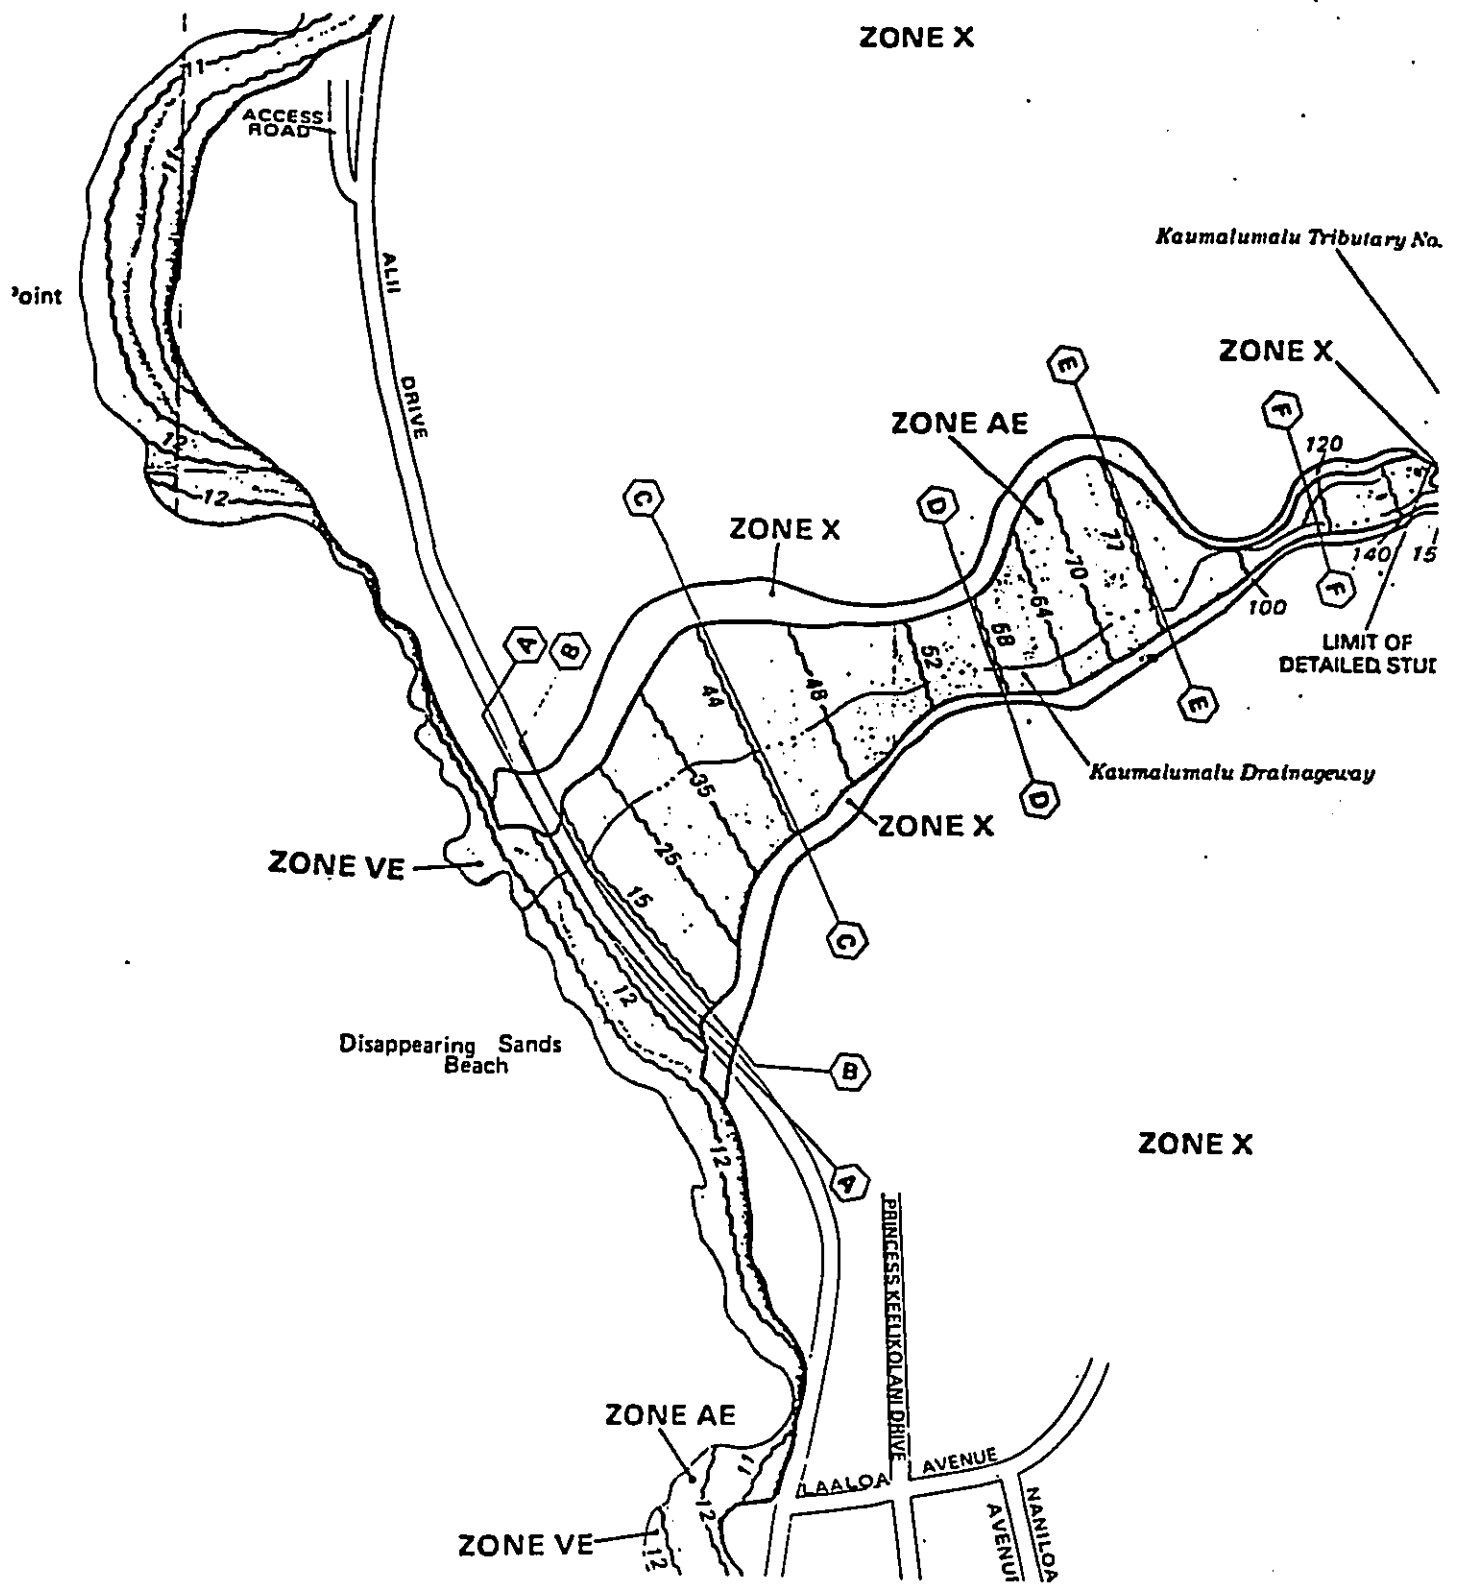 ZONE X
11
ACCESS
ROAD
11
Kaumalumalu Tributary No.
ALII
oint
ZONE X
E
DRIVE
F
ZONE AE
120
12
12
C
D
ZONE X
77
70
140 15
F
64
100
A
B
58
52
LIMIT OF
DETAILED STUD
44
48
E
Kaumalumalu Drainageway
35
D
ZONE X
25
ZONE VE
15
C
12
Disappearing Sands
Beach
B
12
ZONE X
A
PRINCESS KEELIKOLANI DRIVE
ZONE AE
11
LAALOA AVENUE
12
NANILOA
AVENUE
ZONE VE
12